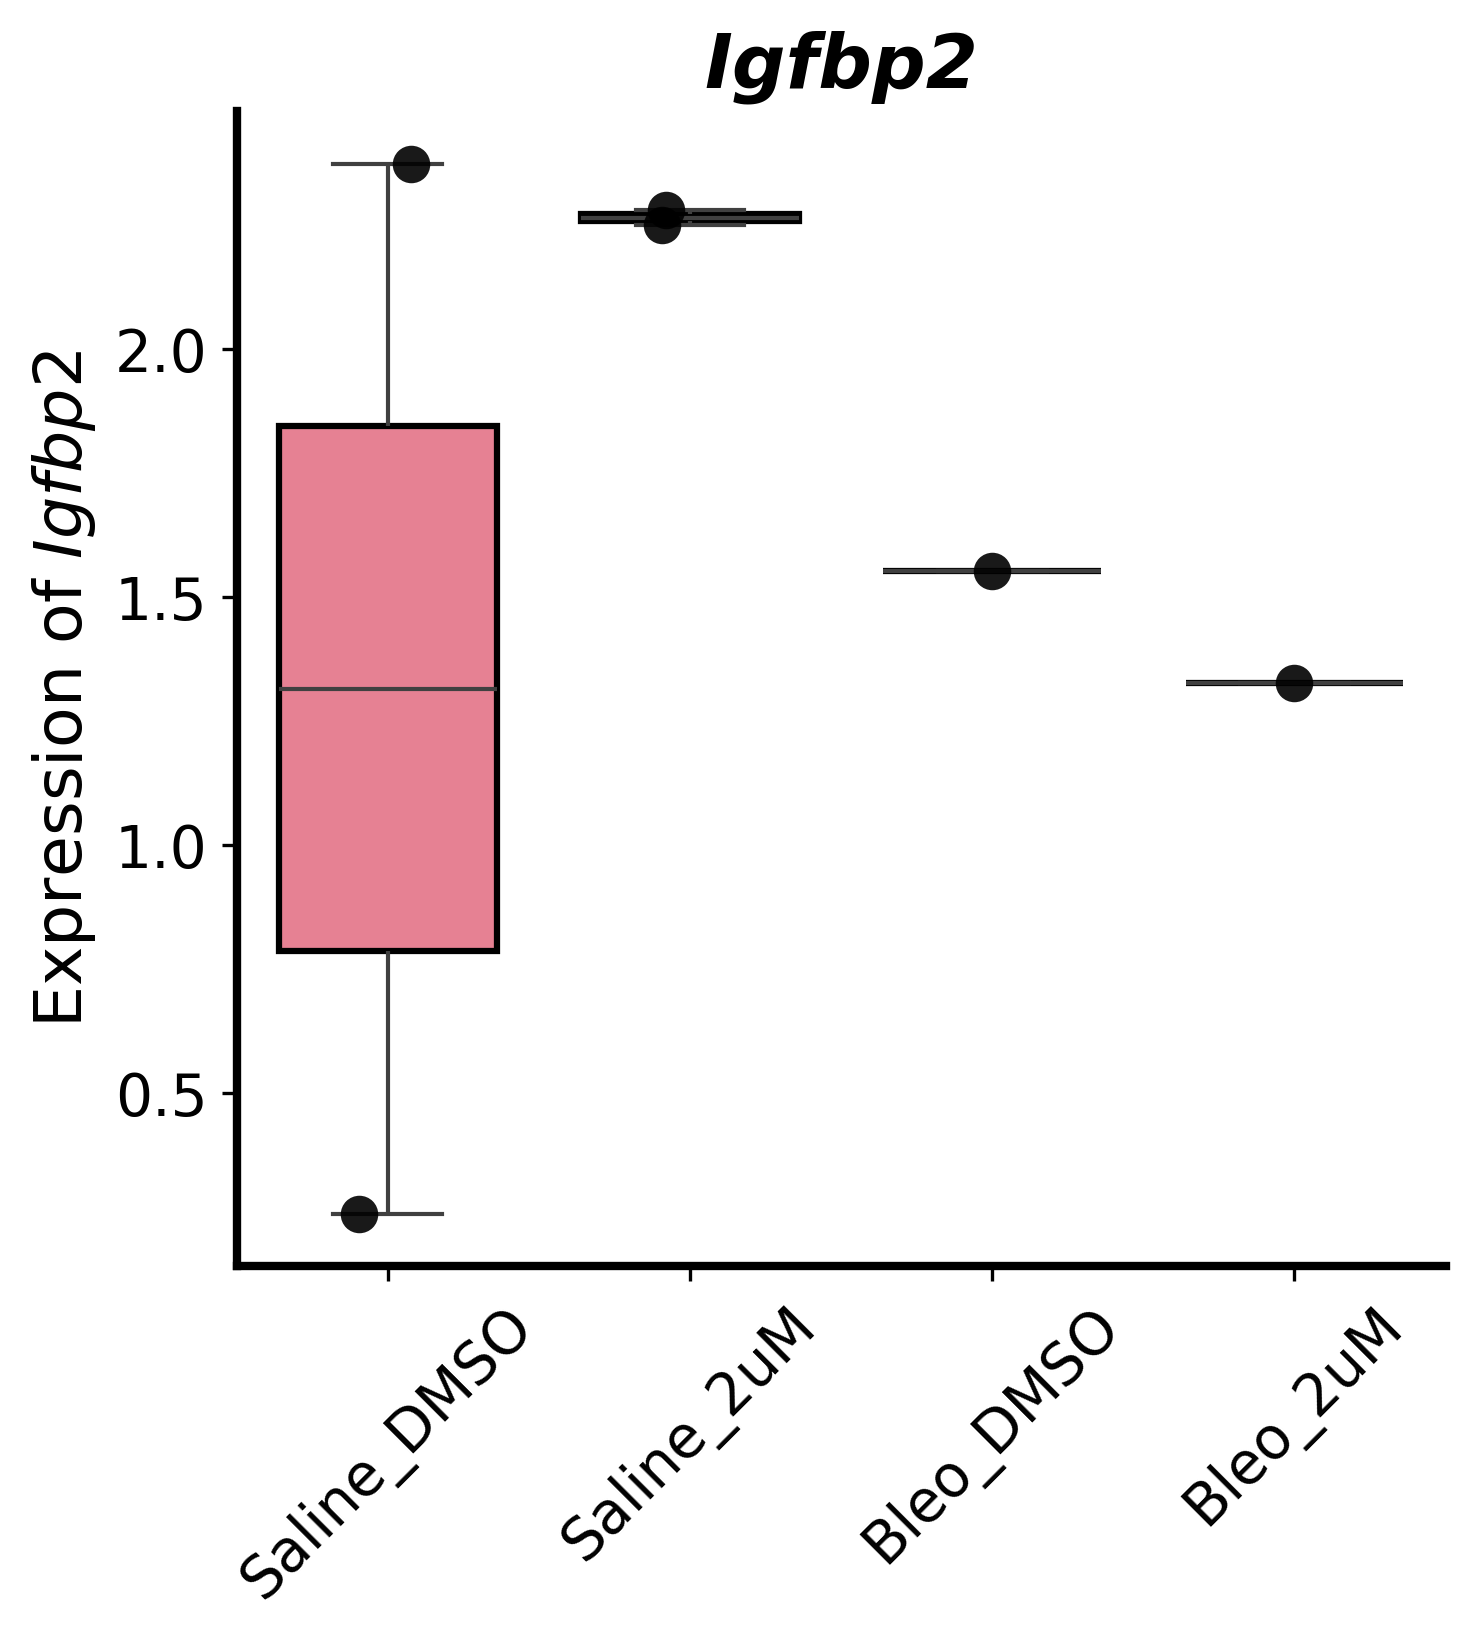 Igfbp2
Expression of Igfbp2
2.0
1.5
1.0
0.5
Saline_DMSO
Saline_2uM
Bleo_DMSO
Bleo_2uM